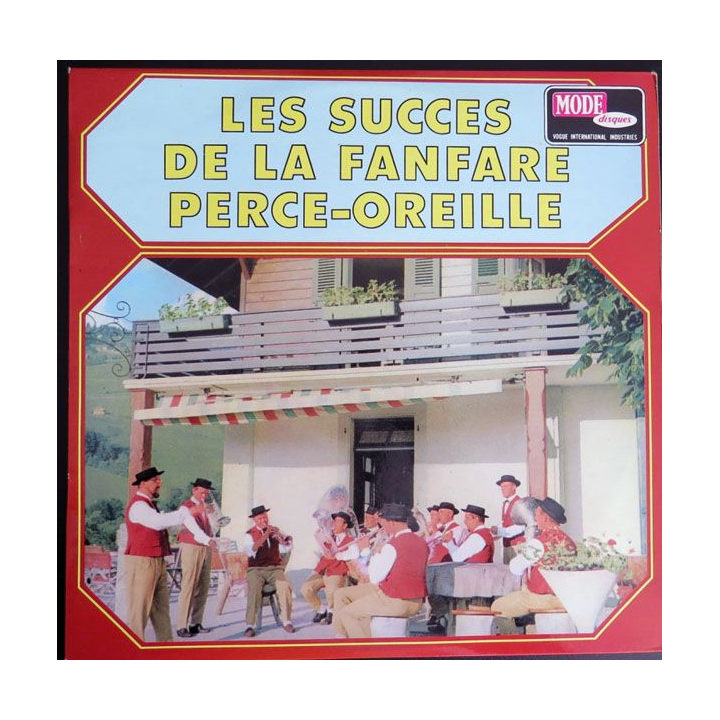 LES SUCCES
DE LA FANFARE
PERCE-OREILLE
MODE
disques
VOGUE INTERNATIONAL INDUSTRIES